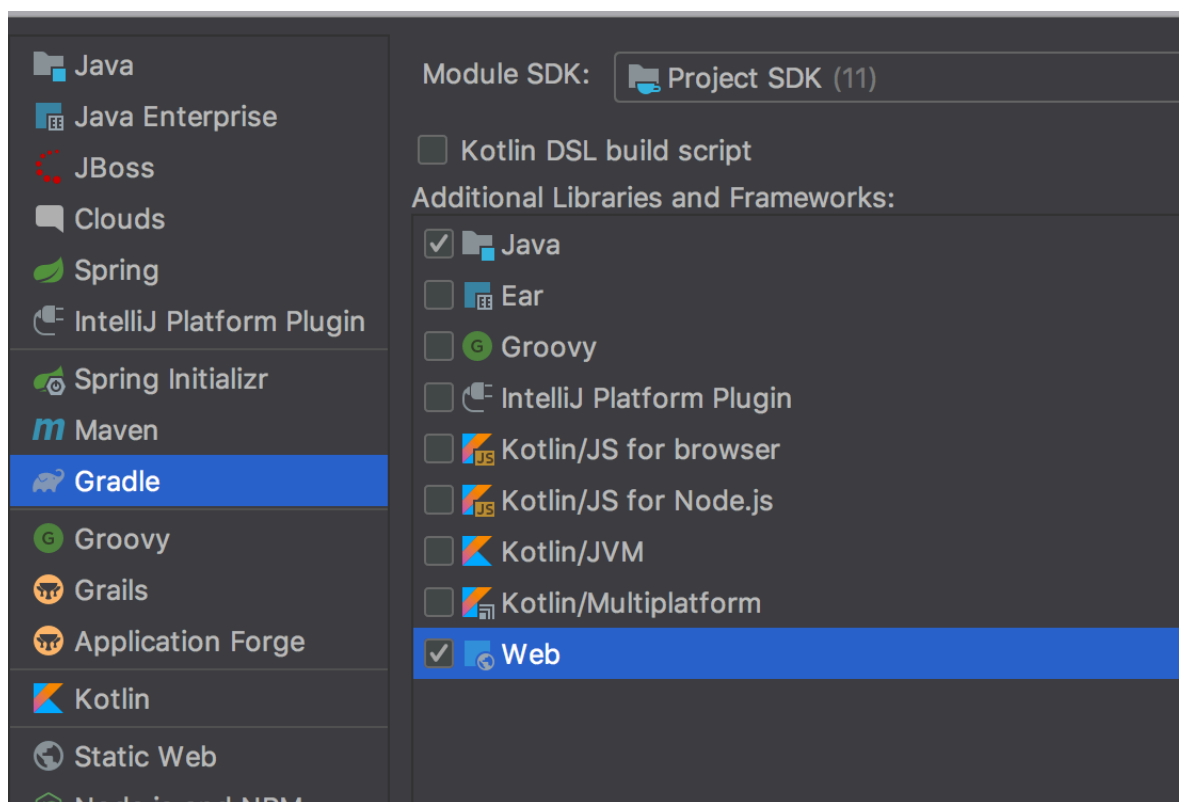 Java
Java Enterprise
JBoss
Clouds
Spring
IntelliJ Platform Plugin
Spring Initializr
Maven
Gradle
Groovy
Grails
Application Forge
Kotlin
Static Web
Module SDK: Project SDK (11)
Kotlin DSL build script
Additional Libraries and Frameworks:
Java
Ear
Groovy
IntelliJ Platform Plugin
Kotlin/JS for browser
Kotlin/JS for Node.js
Kotlin/JVM
Kotlin/Multiplatform
Web